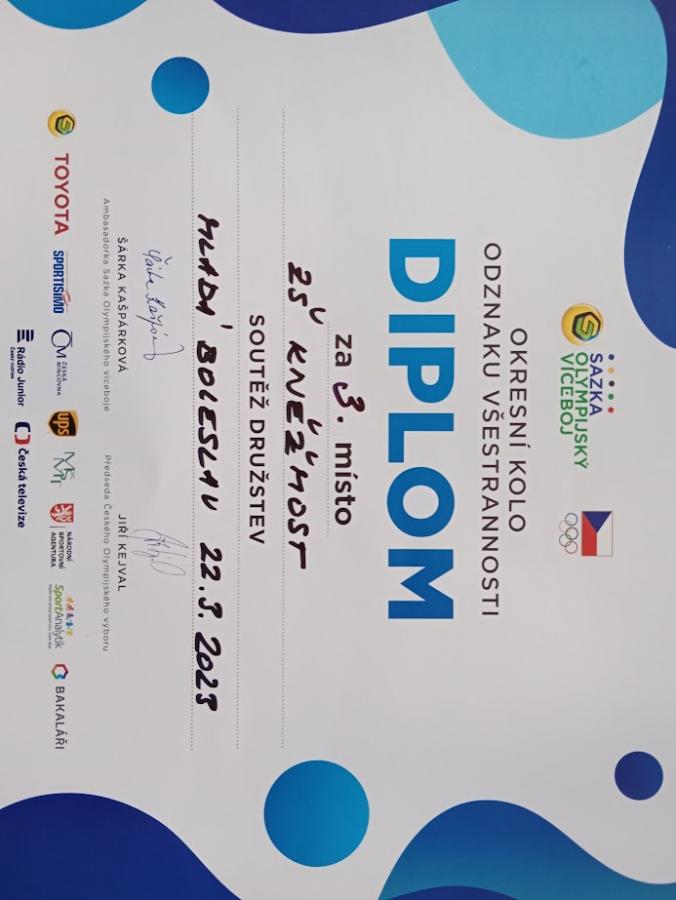 SAZKA
OLYMPIJSKÝ
VÍCEBOJ
OKRESNÍ KOLO
ODZNAKU VŠESTRANNOSTI
DIPLOM
za 3. místo
ZŠ KNĚŽMOST
SOUTĚŽ DRUŽSTEV
MLADÁ BOLESLAV 22.9.2023
ŠÁRKA KAŠPÁRKOVÁ JIŘÍ KEJVAL
Ambasadorka Sazka Olympijského víceboje Předseda Českého Olympijského výboru
TOYOTA SPORTISIMO ČESKÁ MINCOVNA ups NÁRODNÍ SPORTOVNÍ AGENTURA SportAnalytik BAKALÁŘI
Rádio Junior Česká televize